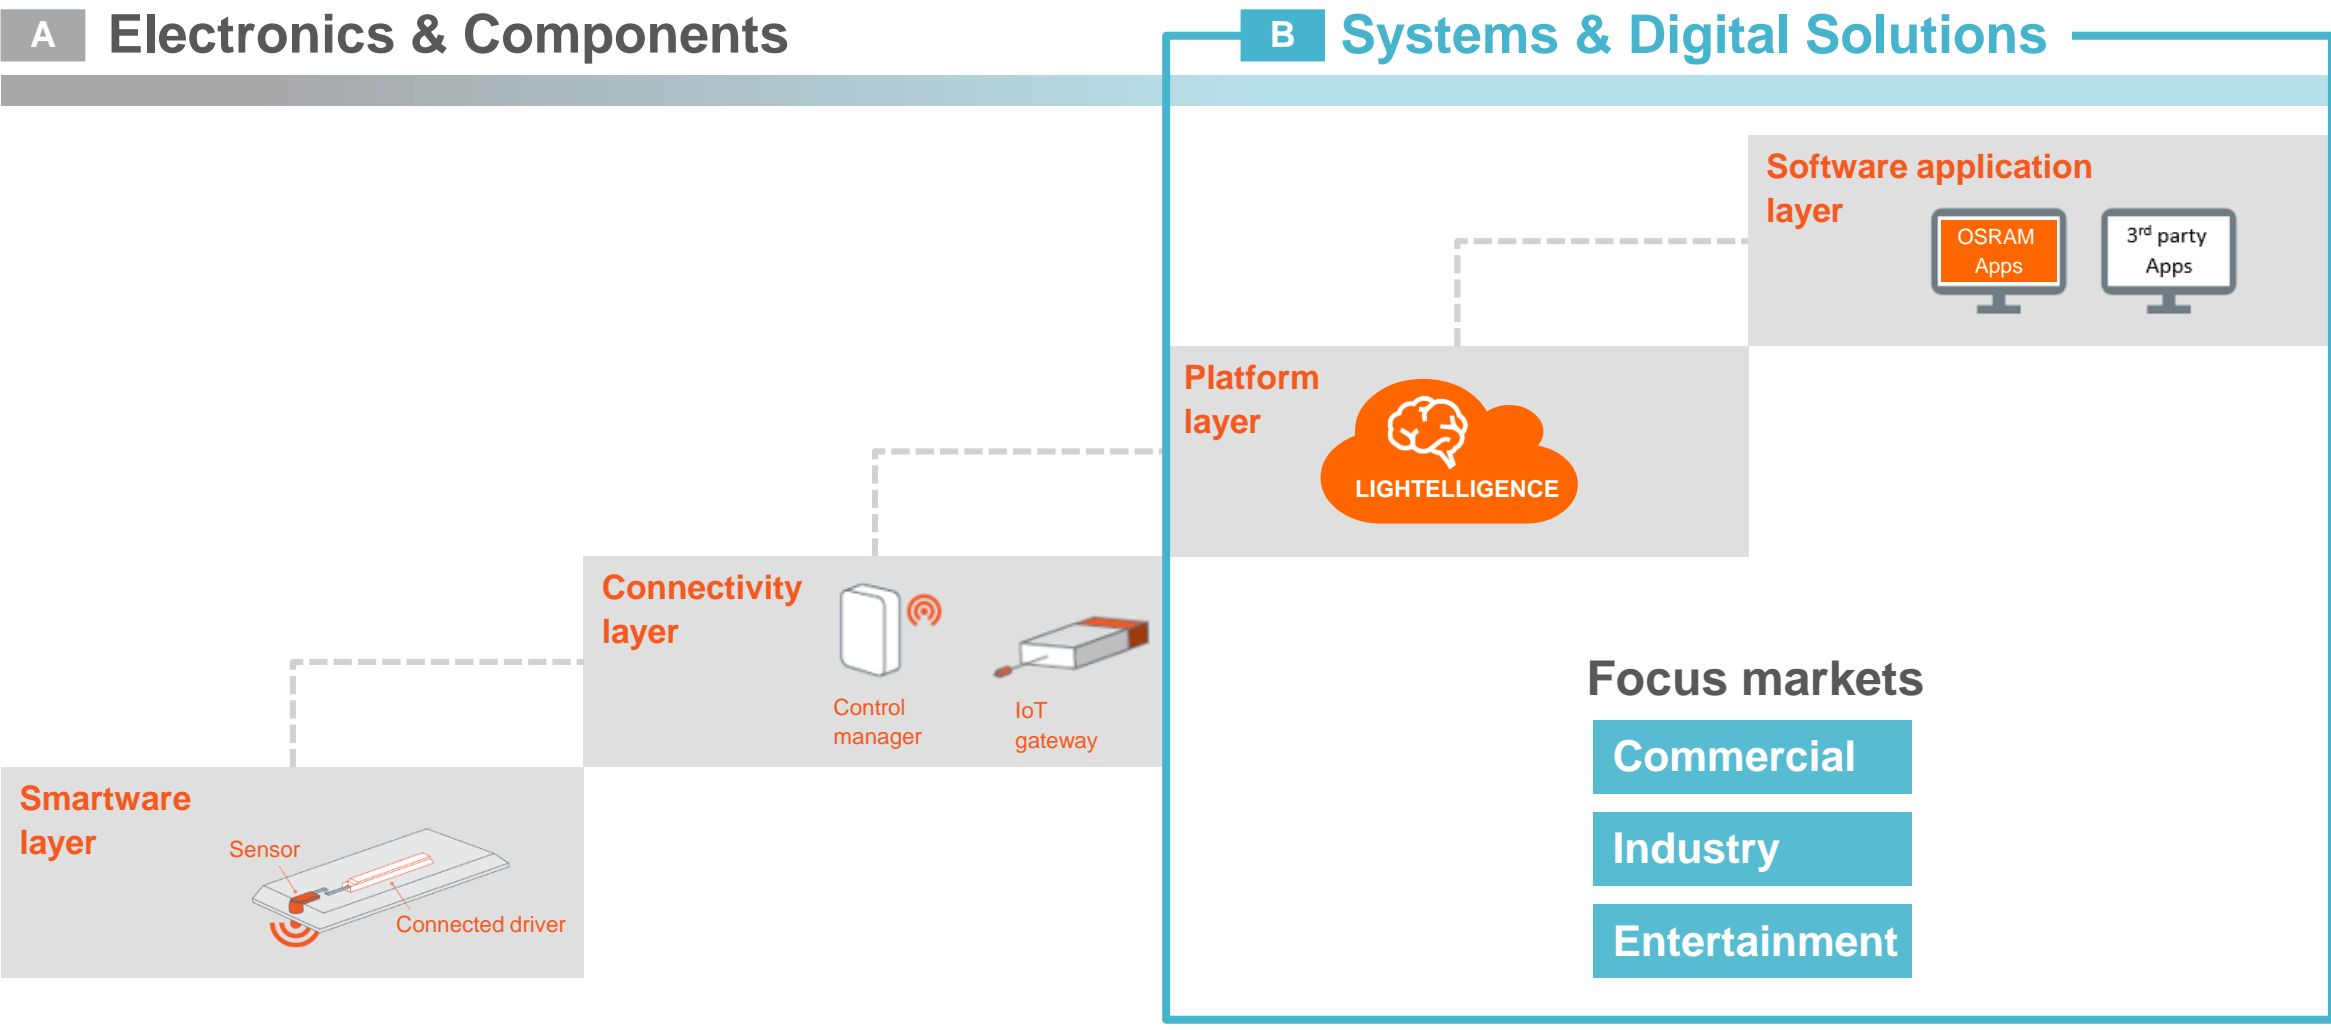 A Electronics & Components
B Systems & Digital Solutions
Software application
layer
OSRAM
Apps
3rd party
Apps
Platform
layer
LIGHTELLIGENCE
Connectivity
layer
Control
manager
IoT
gateway
Smartware
layer
Sensor
Connected driver
Focus markets
Commercial
Industry
Entertainment